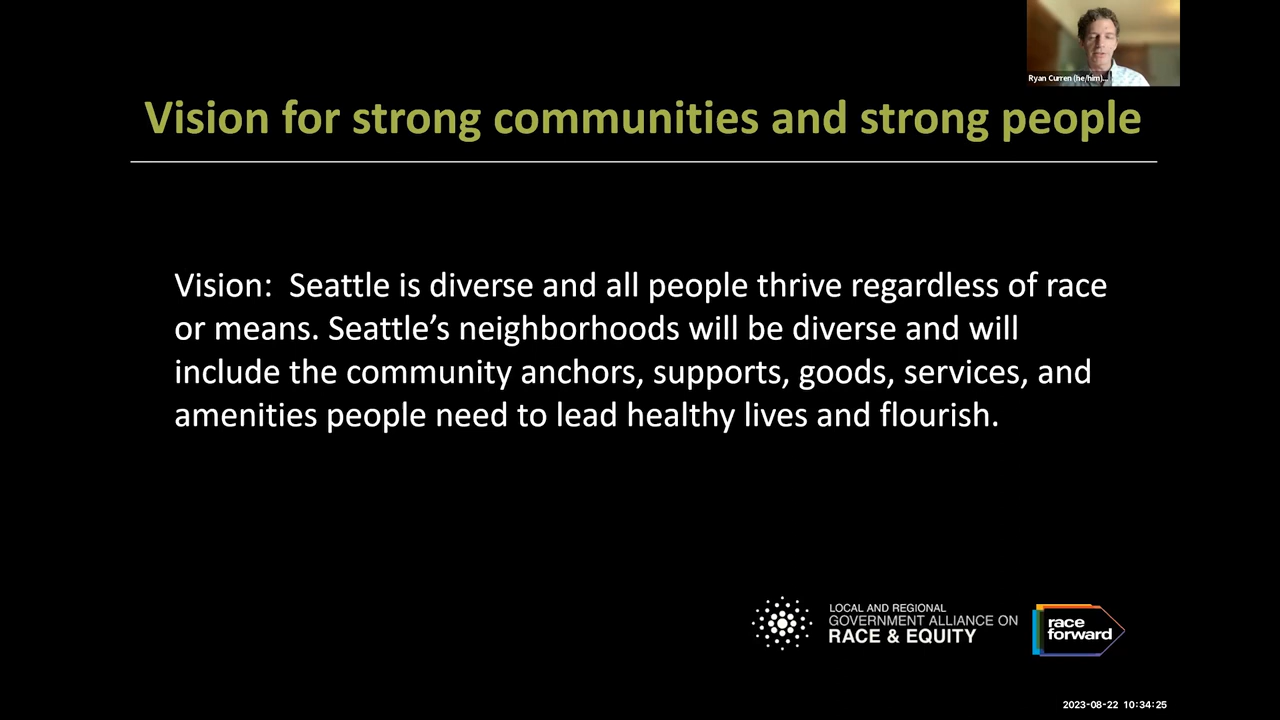 Ryan Curren (he/him)...
Vision for strong communities and strong people
Vision:  Seattle is diverse and all people thrive regardless of race
or means. Seattle’s neighborhoods will be diverse and will
include the community anchors, supports, goods, services, and
amenities people need to lead healthy lives and flourish.
LOCAL AND REGIONAL
GOVERNMENT ALLIANCE ON
RACE & EQUITY
race
forward
2023-08-22 10:34:25